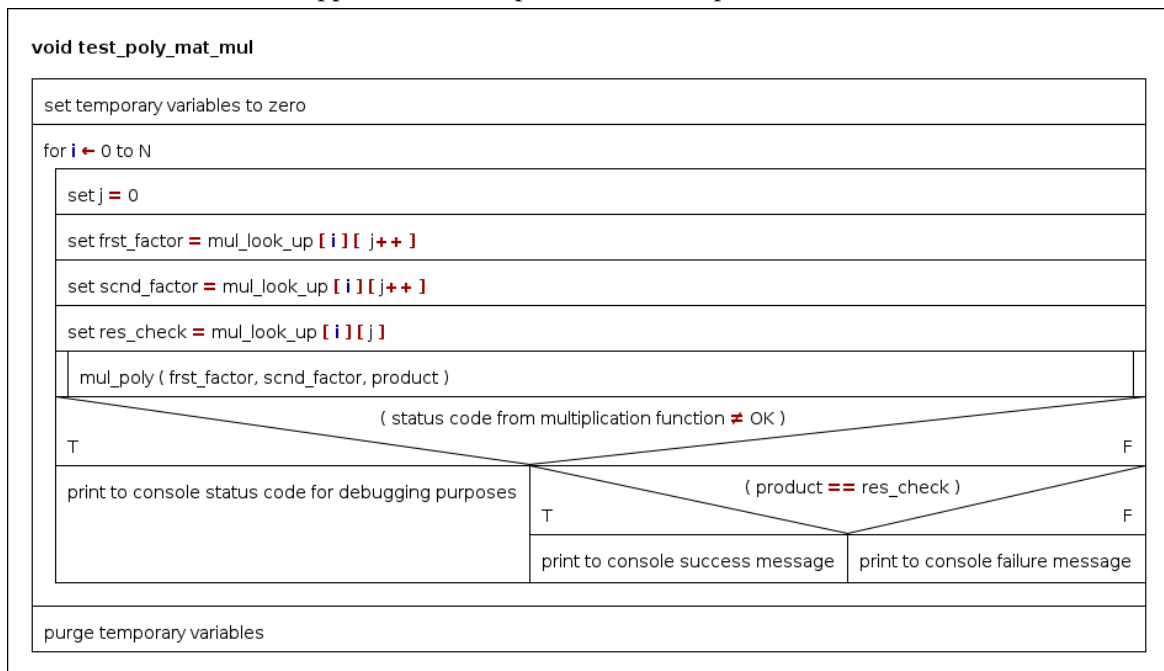 void test_poly_mat_mul
set temporary variables to zero
for i ← 0 to N
set j = 0
set frst_factor = mul_look_up [ i ] [ j++ ]
set scnd_factor = mul_look_up [ i ] [ j++ ]
set res_check = mul_look_up [ i ] [ j ]
mul_poly ( frst_factor, scnd_factor, product )
( status code from multiplication function ≠ OK )
T F
print to console status code for debugging purposes
( product == res_check )
T F
print to console success message
print to console failure message
purge temporary variables